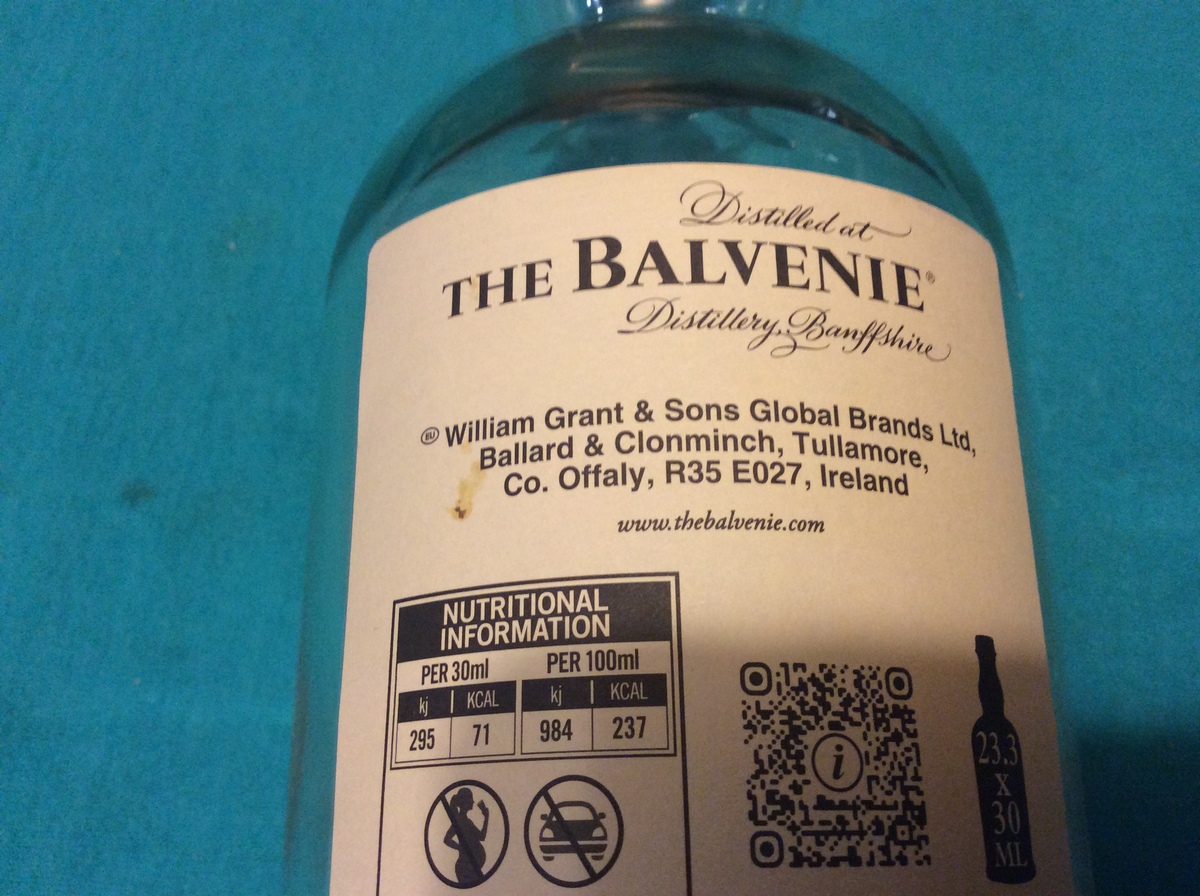 Distilled at
THE BALVENIE®
Distillery, Banffshire
EU William Grant & Sons Global Brands Ltd,
Ballard & Clonminch, Tullamore,
Co. Offaly, R35 E027, Ireland
www.thebalvenie.com
NUTRITIONAL
INFORMATION
PER 30ml PER 100ml
kj KCAL kj KCAL
295 71 984 237
i
23.3
X
30
ML